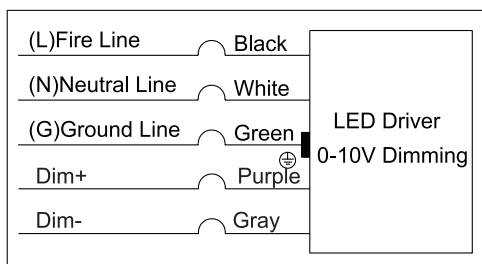 (L)Fire Line Black
(N)Neutral Line White
(G)Ground Line Green
Dim+ Purple
Dim- Gray
LED Driver
0-10V Dimming